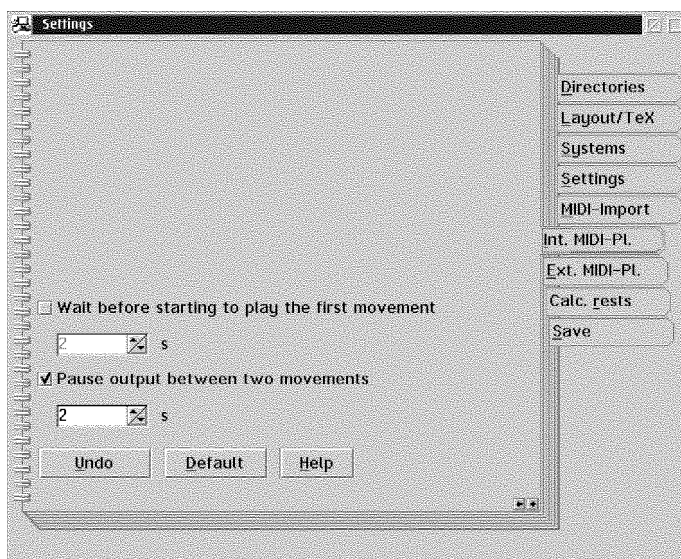 Settings
Directories
Layout/TeX
Systems
Settings
MIDI-Import
Int. MIDI-Pl.
Ext. MIDI-Pl.
Calc. rests
Save
Wait before starting to play the first movement
2 s
Pause output between two movements
2 s
Undo Default Help